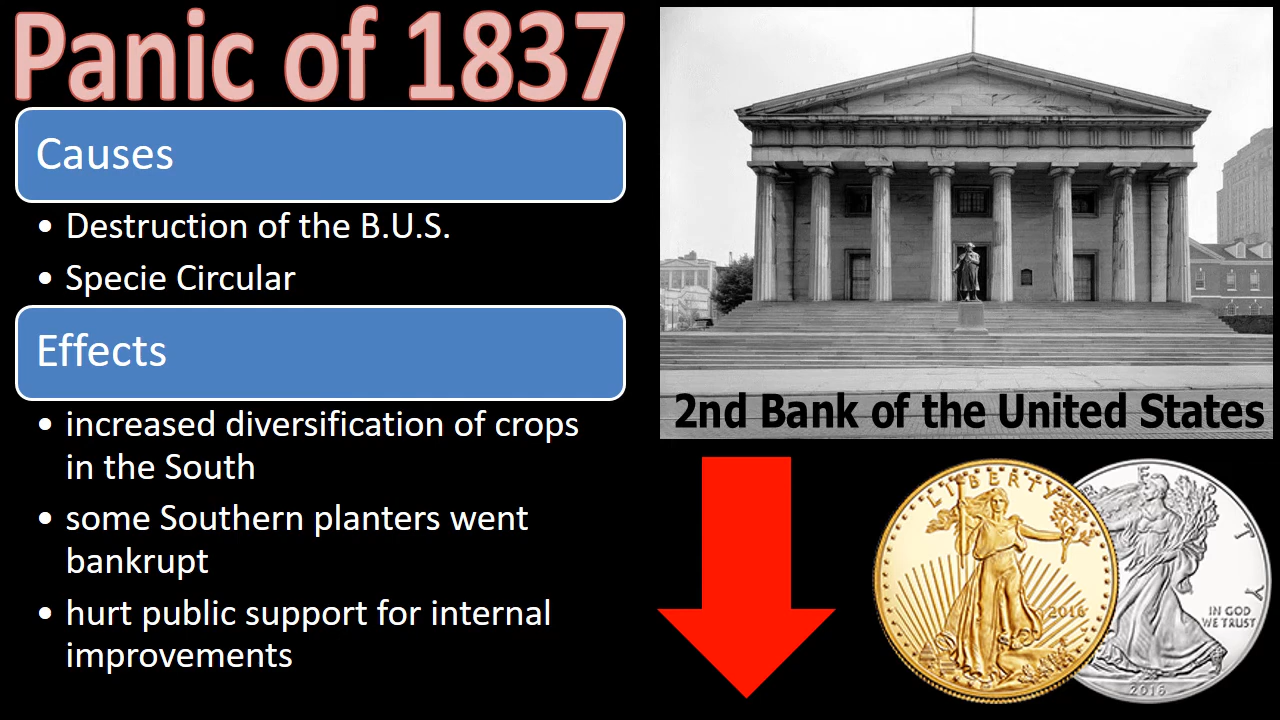 Panic of 1837
Causes
• Destruction of the B.U.S.
• Specie Circular
Effects
• increased diversification of crops
in the South
• some Southern planters went
bankrupt
• hurt public support for internal
improvements
2nd Bank of the United States
LIBERTY
2016
E T Y
IN GOD
WE TRUST
2016